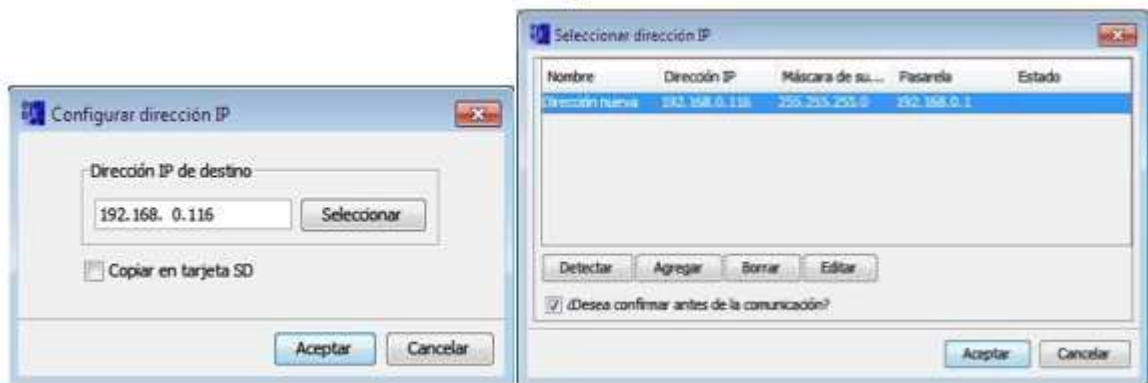 Configurar dirección IP
Dirección IP de destino
192.168. 0.116
Seleccionar
Copiar en tarjeta SD
Aceptar
Cancelar
Seleccionar dirección IP
Nombre Dirección IP Máscara de su... Pasarela Estado
Dirección nueva 192.168.0.116 255.255.255.0 192.168.0.1
Detectar Agregar Borrar Editar
¿Desea confirmar antes de la comunicación?
Aceptar Cancelar